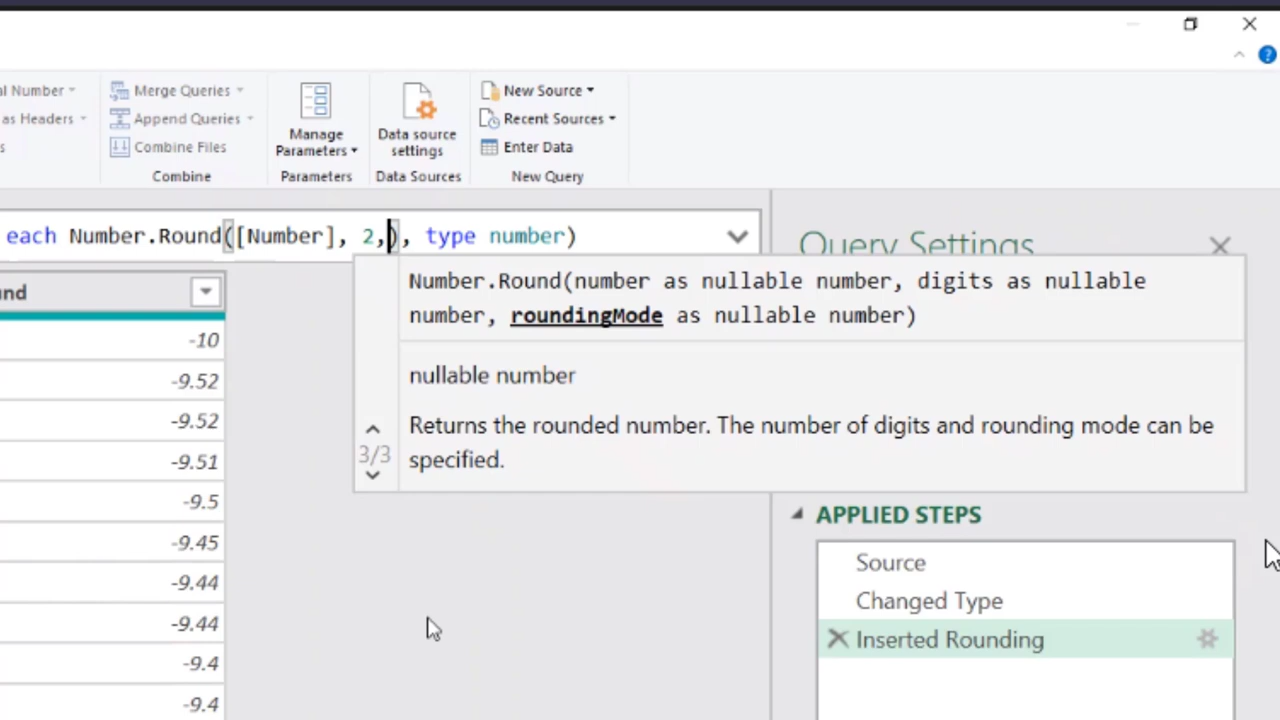 al Number
Merge Queries
New Source
as Headers
Append Queries
Manage
Parameters
Data source
settings
Recent Sources
s
Combine Files
Enter Data
Combine
Parameters
Data Sources
New Query
each Number.Round([Number], 2,), type number)
Query Settings
Number.Round(number as nullable number, digits as nullable
number, roundingMode as nullable number)
nullable number
Returns the rounded number. The number of digits and rounding mode can be
specified.
3/3
nd
-10
-9.52
-9.52
-9.51
-9.5
-9.45
-9.44
-9.44
-9.4
-9.4
APPLIED STEPS
Source
Changed Type
Inserted Rounding